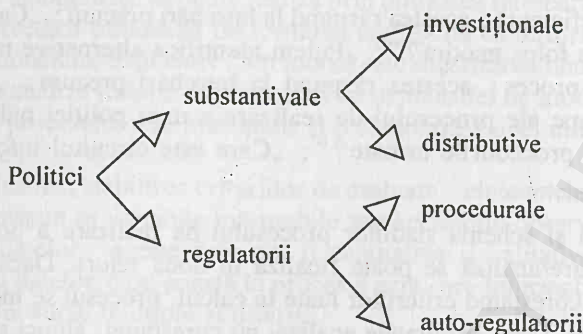 investiționale
substantivale
distributive
Politici
procedurale
regulatorii
auto-regulatorii